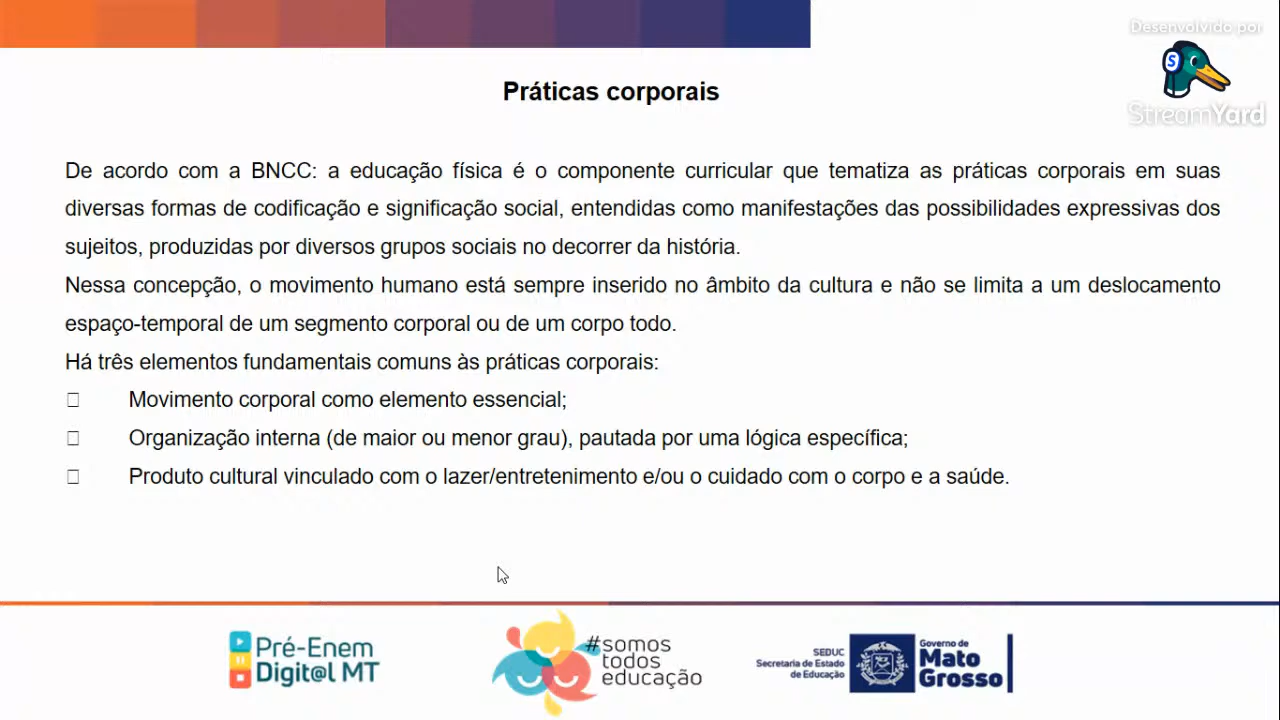 Desenvolvido por
S
StreamYard
Práticas corporais
De acordo com a BNCC: a educação física é o componente curricular que tematiza as práticas corporais em suas
diversas formas de codificação e significação social, entendidas como manifestações das possibilidades expressivas dos
sujeitos, produzidas por diversos grupos sociais no decorrer da história.
Nessa concepção, o movimento humano está sempre inserido no âmbito da cultura e não se limita a um deslocamento
espaço-temporal de um segmento corporal ou de um corpo todo.
Há três elementos fundamentais comuns às práticas corporais:
Movimento corporal como elemento essencial;
Organização interna (de maior ou menor grau), pautada por uma lógica específica;
Produto cultural vinculado com o lazer/entretenimento e/ou o cuidado com o corpo e a saúde.
Pré-Enem
Digit@l MT
#somos
todos
educação
SEDUC
Secretaria de Estado
de Educação
Governo de
Mato
Grosso